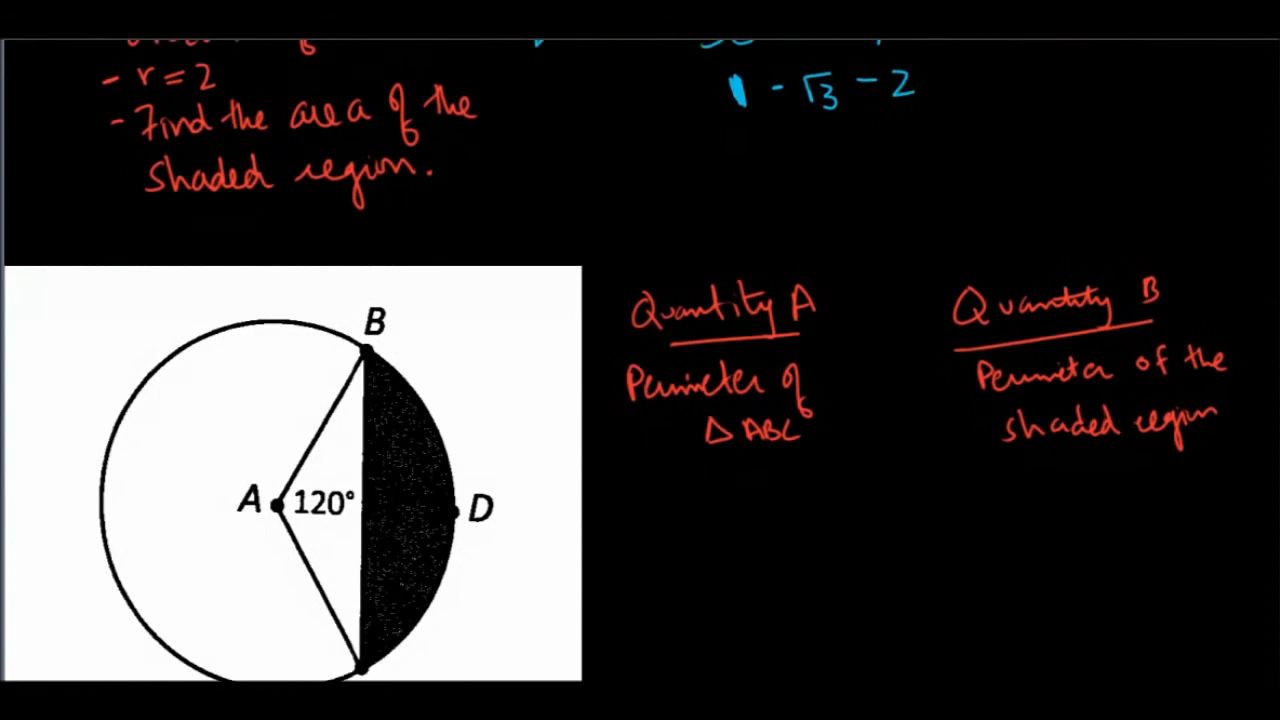 - r = 2
1 - √3 - 2
- Find the area of the
shaded region.
B
A 120° D
Quantity A
Perimeter of
Δ ABC
Quantity B
Perimeter of the
shaded region